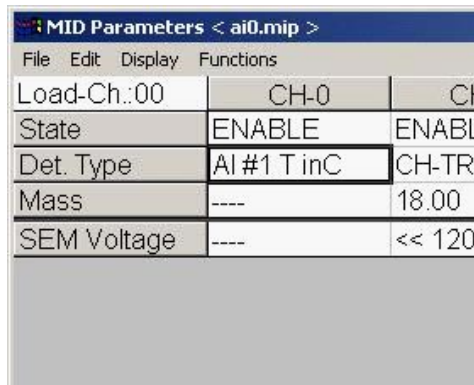 MID Parameters < ai0.mip >
File Edit Display Functions
Load-Ch.:00 CH-0
State ENABLE
Det. Type AI #1 T inC CH-TR
Mass ---- 18.00
SEM Voltage ---- << 120